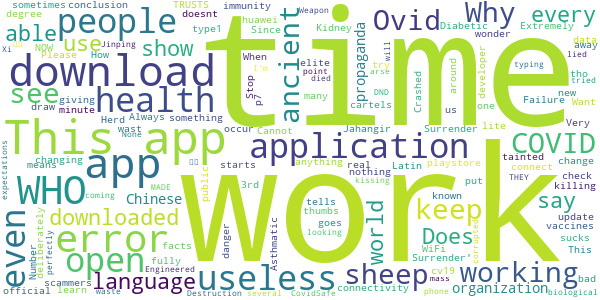 sometimes conclusion
degree
Xi
Jinping
TRUSTS
immunity
doesnt
huawei
type1
people
NOW
Since
able
use
Please
How
show
download
see
health
draw
minute
giving
Herd
Always
something
wast
None
occur
This app
changing
means
app
WHO
Chinese
3rd
downloaded
even
error
open
expectations
Number
deliberately
perfectly
language
scammers
official
learn
waste
Engineered
Destruction
several
facts
fully
public
danger
useless
coming
MADE
starts
tells
thumbs
goes
looking
Asthmatic
CovidSafe
application
anything
real
nothing
kissing
Latin
known
world
sheep
WiFi
Surrender.
connectivity
cv19
mass
phone
corrupted
Does
keep
playstore
put
organization
biological
working
bad
vaccines
update
sucks
This
say
THEY
connect
check
killing
COVID
tainted
change
time
work
ancient
When
Stop
p7
I'm
elite
point
died
many
Jahangir
Cannot
Diabetic
Kidney
Ovid
propaganda
cartels
try
arse
DND
Crashed
around
us
Surrender
Very
Why
Weapon
Extremely
wonder
will
typing
developer
one
lite
every
data
away
lied
tho
tried
new
Failure
Want